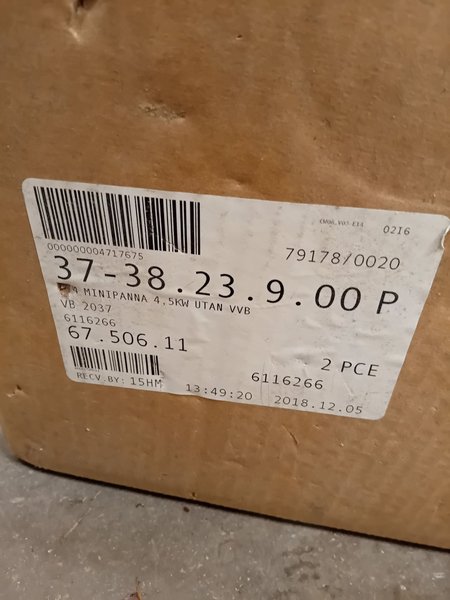 02I6
000000004717675
79178/0020
37-38.23.9.00 P
MINIPANNA 4,5KW UTAN VVB
VB 2037
6116266
67.506.11
2 PCE
6116266
RECV.BY: 15HM
13:49:20
2018.12.05